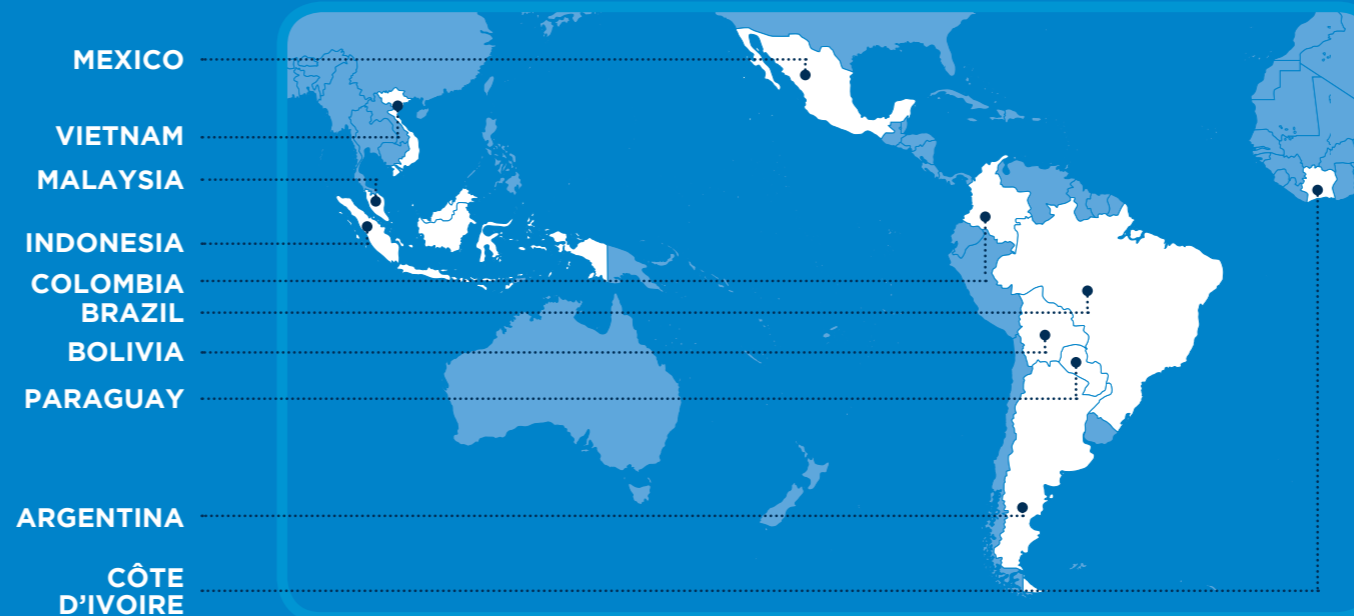 MEXICO
VIETNAM
MALAYSIA
INDONESIA
COLOMBIA
BRAZIL
BOLIVIA
PARAGUAY
ARGENTINA
CÔTE
D'IVOIRE